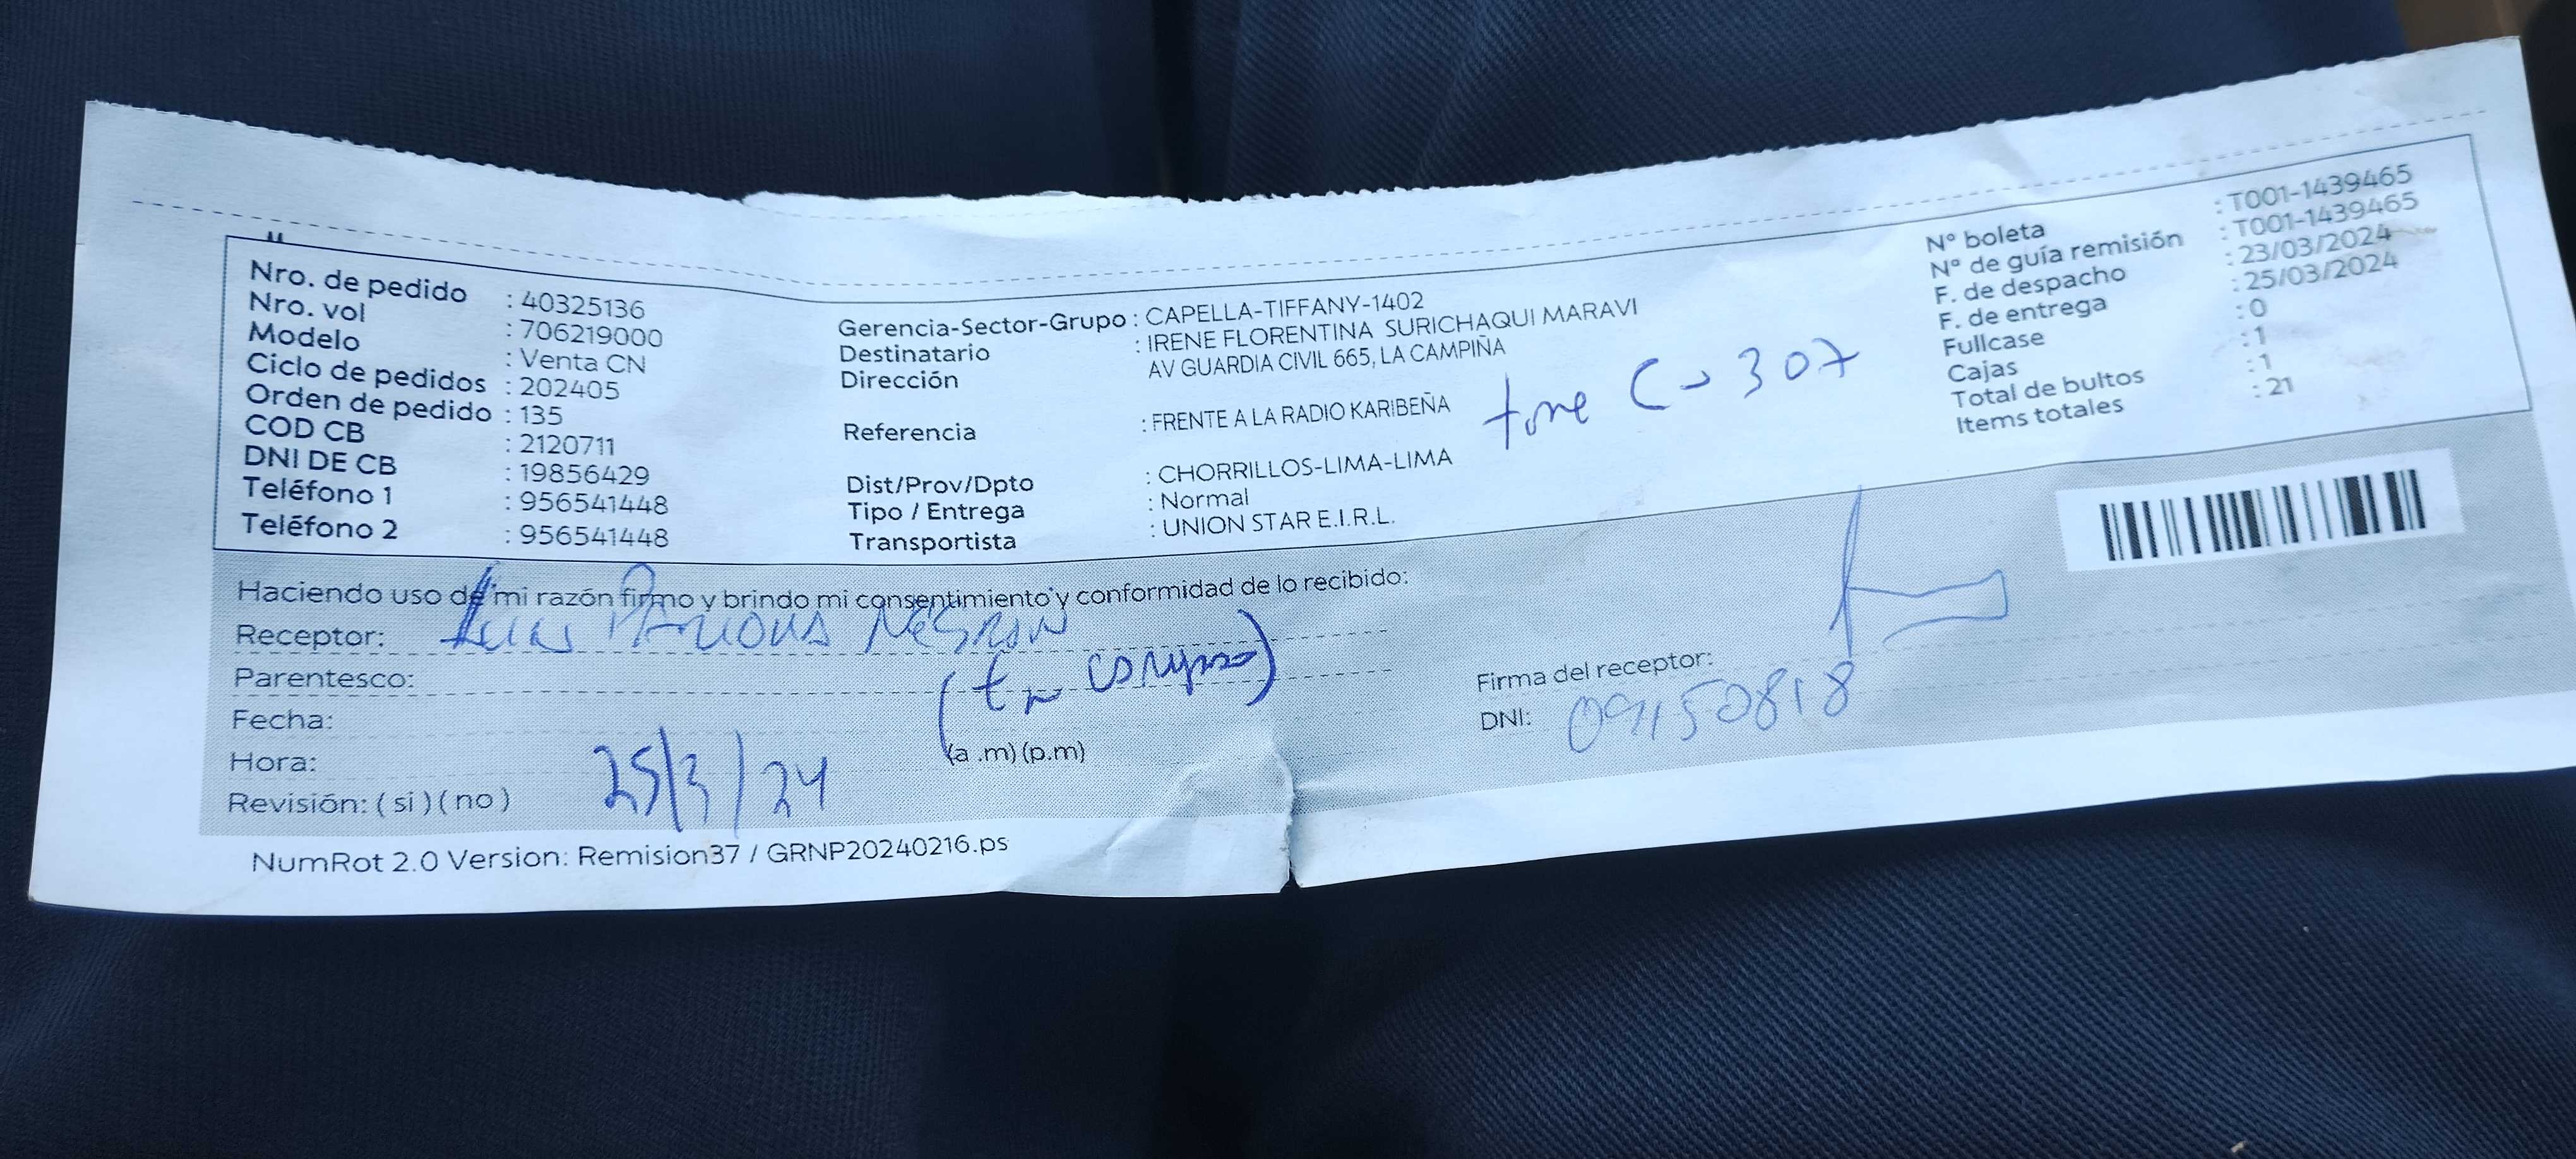 Nro. de pedido : 40325136
Nro. vol : 706219000
Modelo : Venta CN
Ciclo de pedidos : 202405
Orden de pedido : 135
COD CB : 2120711
DNI DE CB : 19856429
Teléfono 1 : 956541448
Teléfono 2 : 956541448
Gerencia-Sector-Grupo : CAPELLA-TIFFANY-1402
Destinatario : IRENE FLORENTINA SURICHAQUI MARAVI
Dirección AV GUARDIA CIVIL 665, LA CAMPIÑA
Referencia : FRENTE A LA RADIO KARIBEÑA
C-307
Dist/Prov/Dpto : CHORRILLOS-LIMA-LIMA
Tipo / Entrega : Normal
Transportista : UNION STAR E.I.R.L.
N° boleta : T001-1439465
N° de guía remisión : T001-1439465
F. de despacho : 23/03/2024
F. de entrega : 25/03/2024
Fullcase : 0
Cajas : 1
Total de bultos : 1
Items totales : 21
Haciendo uso de mi razón firmo y brindo mi consentimiento y conformidad de lo recibido:
Receptor: Luis
Parentesco:
Fecha:
Hora: (a .m) (p.m)
25/3/24
Revisión: ( si ) ( no )
Firma del receptor:
DNI: 09150818
NumRot 2.0 Version: Remision37 / GRNP20240216.ps